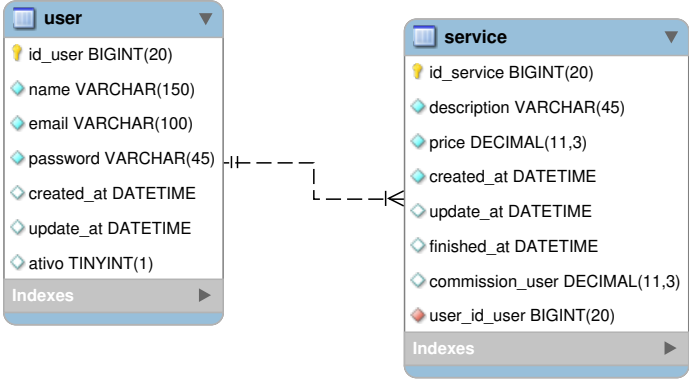 user
id_user BIGINT(20)
name VARCHAR(150)
email VARCHAR(100)
password VARCHAR(45)
created_at DATETIME
update_at DATETIME
ativo TINYINT(1)
Indexes
service
id_service BIGINT(20)
description VARCHAR(45)
price DECIMAL(11,3)
created_at DATETIME
update_at DATETIME
finished_at DATETIME
commission_user DECIMAL(11,3)
user_id_user BIGINT(20)
Indexes